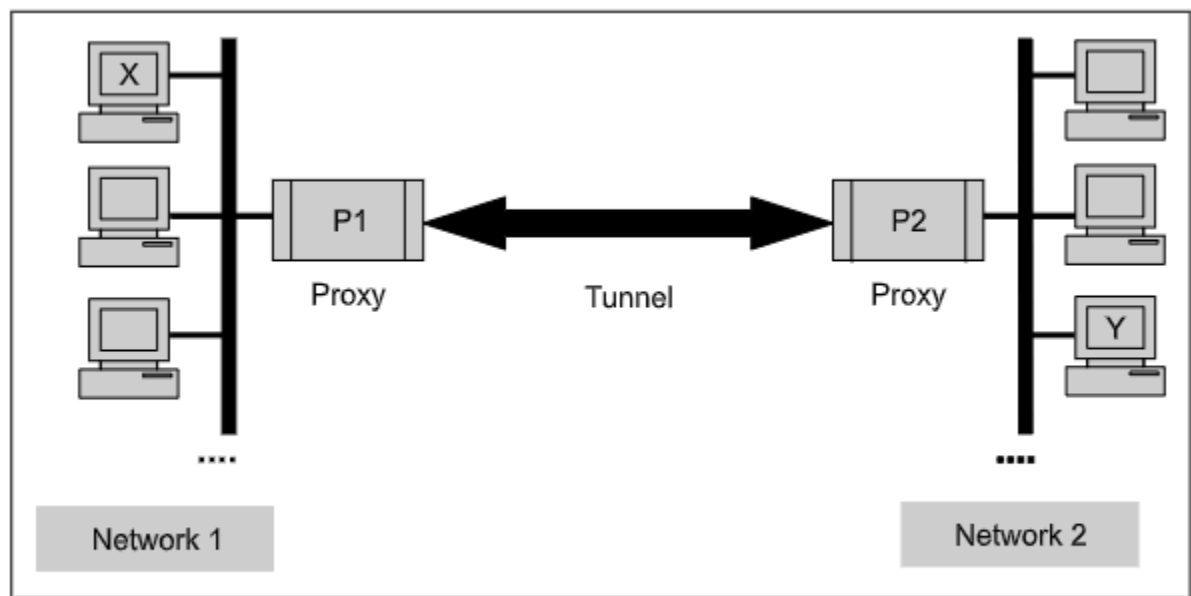 X
P1
P2
Proxy
Tunnel
Proxy
Y
....
....
Network 1
Network 2